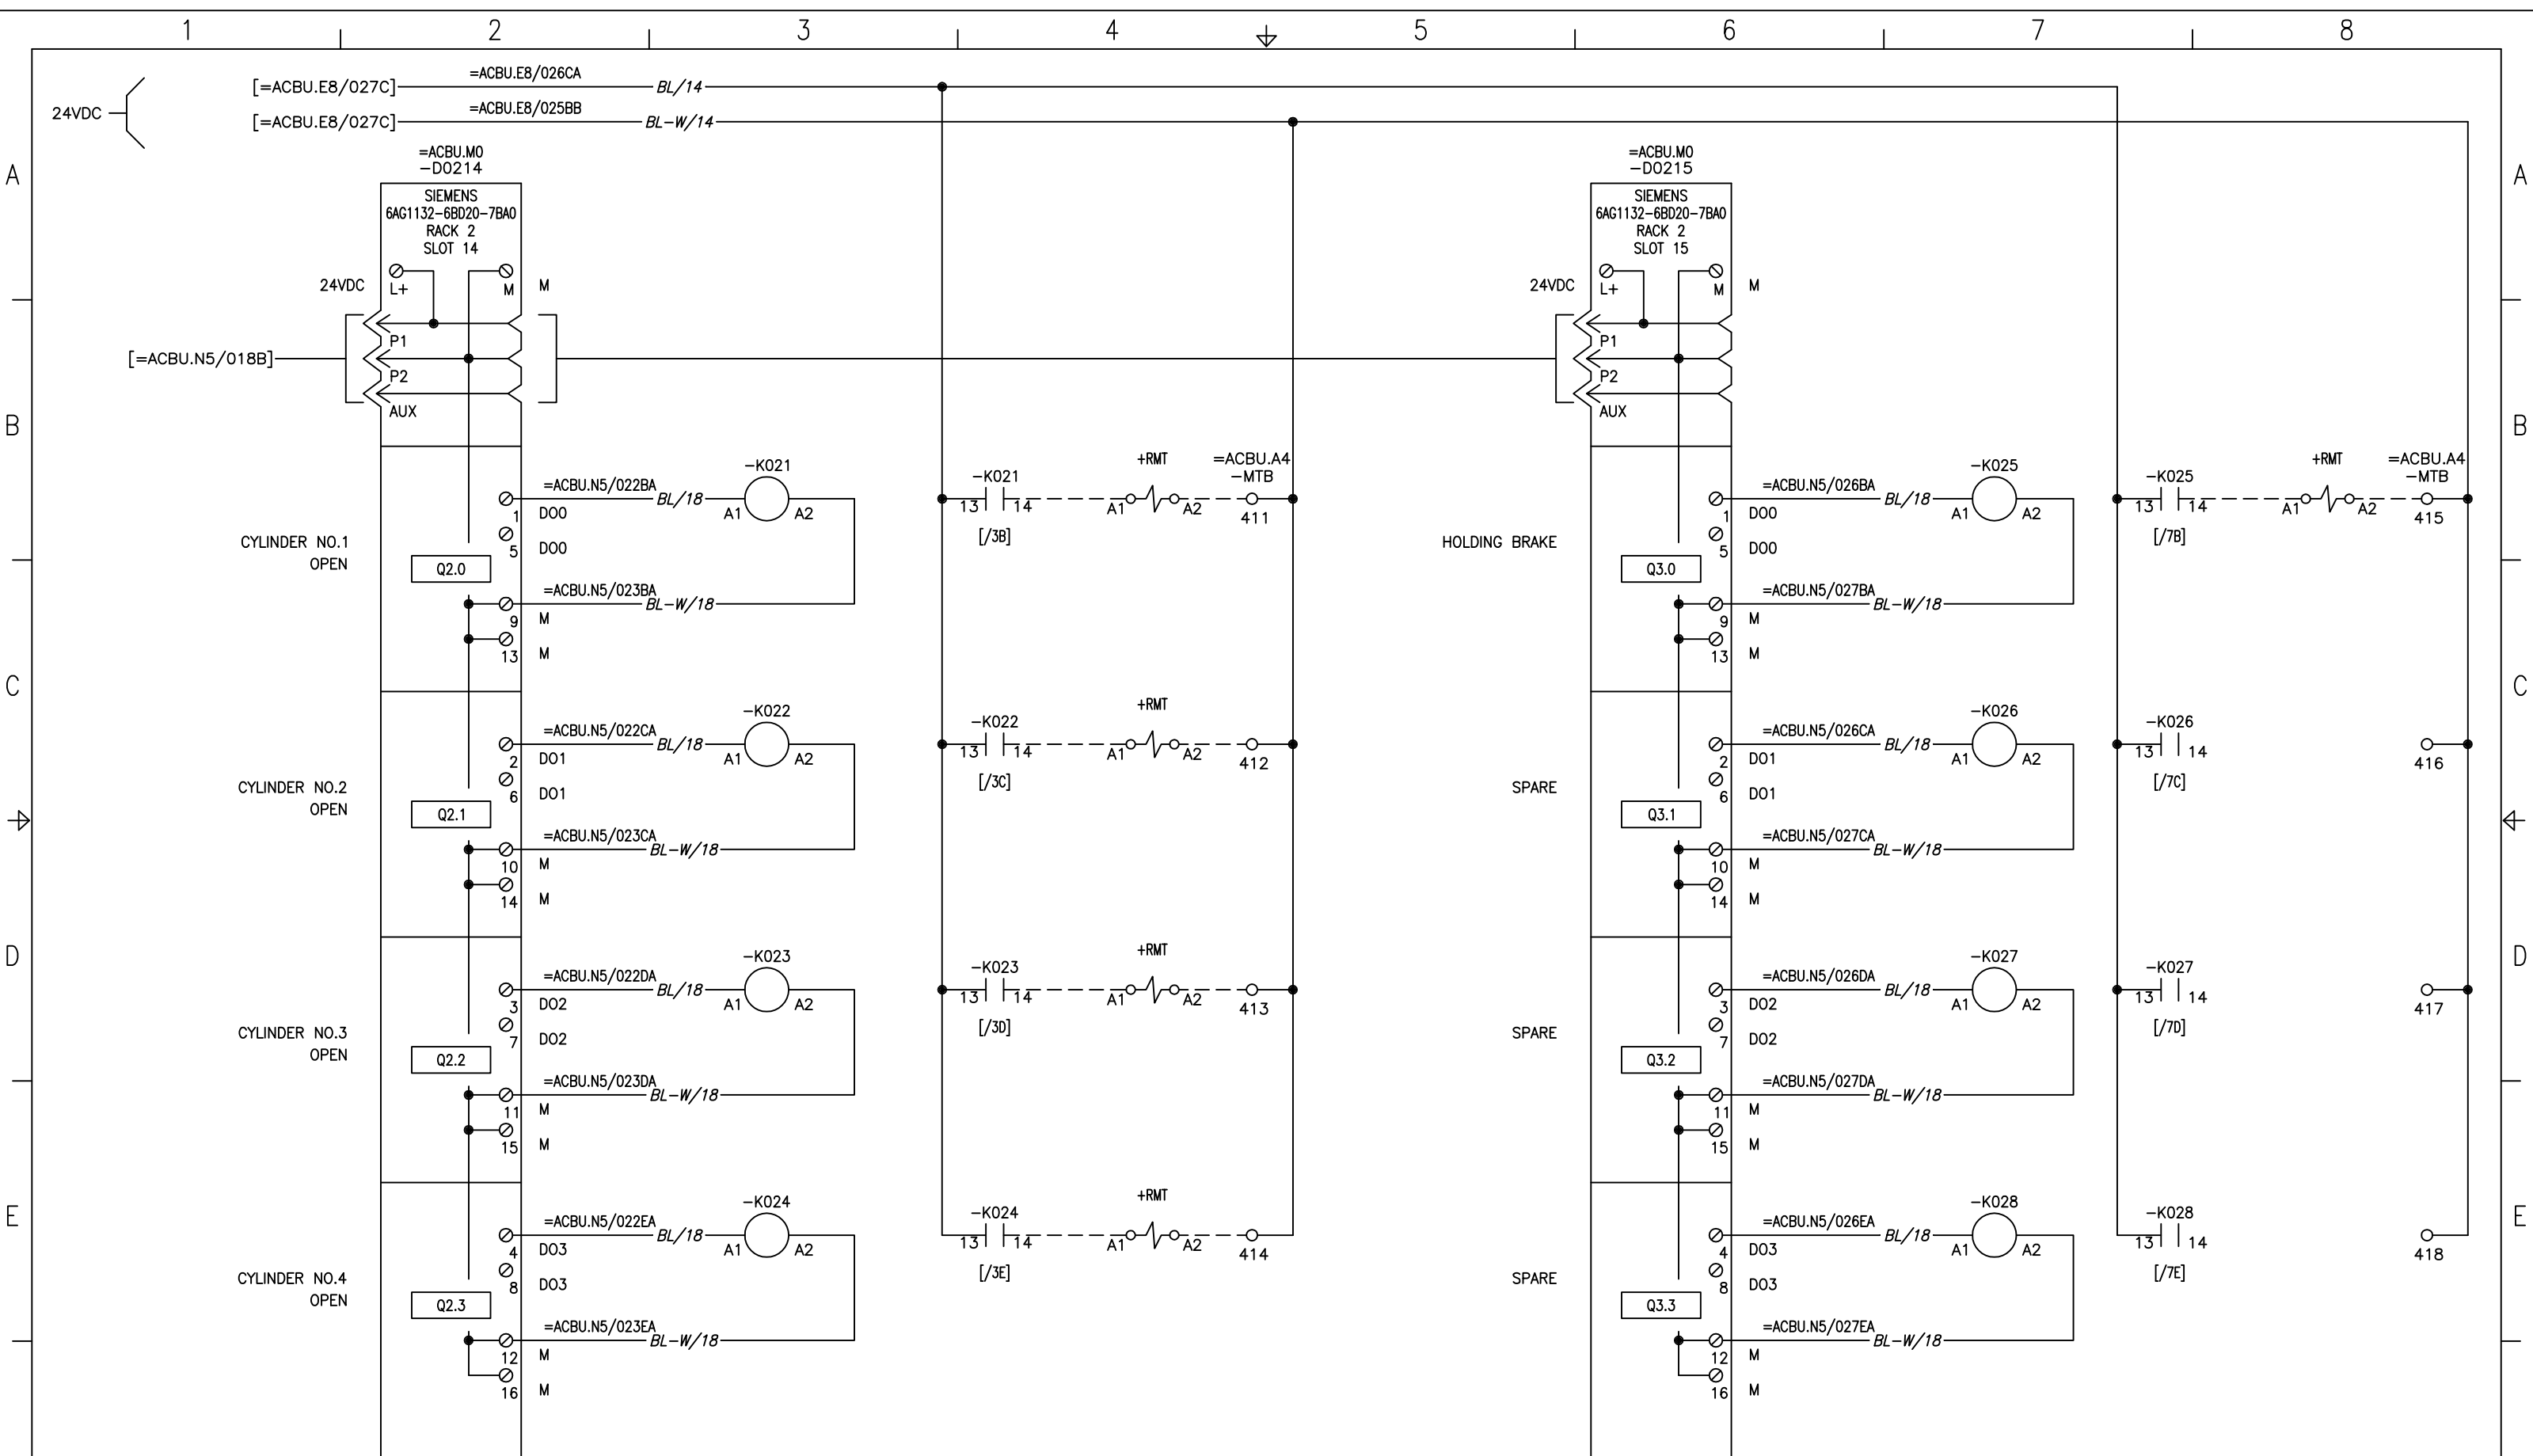 1 2 3 4 5 6 7 8
=ACBU.E8/026CA
[=ACBU.E8/027C] BL/14
24VDC
=ACBU.E8/025BB
[=ACBU.E8/027C] BL-W/14
A A
=ACBU.M0
-DO214
SIEMENS
6AG1132-6BD20-7BA0
RACK 2
SLOT 14
24VDC L+ M M
P1
[=ACBU.N5/018B]
P2
AUX
=ACBU.M0
-DO215
SIEMENS
6AG1132-6BD20-7BA0
RACK 2
SLOT 15
24VDC L+ M M
P1
P2
AUX
B B
CYLINDER NO.1
OPEN
=ACBU.N5/022BA BL/18
-K021
A1 A2
1 DO0
5 DO0
Q2.0
=ACBU.N5/023BA BL-W/18
9 M
13 M
-K021
13 14
[/3B]
+RMT
A1 A2
=ACBU.A4
-MTB
411
HOLDING BRAKE
=ACBU.N5/026BA BL/18
-K025
A1 A2
1 DO0
5 DO0
Q3.0
=ACBU.N5/027BA BL-W/18
9 M
13 M
-K025
13 14
[/7B]
+RMT
A1 A2
=ACBU.A4
-MTB
415
C C
CYLINDER NO.2
OPEN
=ACBU.N5/022CA BL/18
-K022
A1 A2
2 DO1
6 DO1
Q2.1
=ACBU.N5/023CA BL-W/18
10 M
14 M
-K022
13 14
[/3C]
+RMT
A1 A2
412
SPARE
=ACBU.N5/026CA BL/18
-K026
A1 A2
2 DO1
6 DO1
Q3.1
=ACBU.N5/027CA BL-W/18
10 M
14 M
-K026
13 14
[/7C]
416
D D
CYLINDER NO.3
OPEN
=ACBU.N5/022DA BL/18
-K023
A1 A2
3 DO2
7 DO2
Q2.2
=ACBU.N5/023DA BL-W/18
11 M
15 M
-K023
13 14
[/3D]
+RMT
A1 A2
413
SPARE
=ACBU.N5/026DA BL/18
-K027
A1 A2
3 DO2
7 DO2
Q3.2
=ACBU.N5/027DA BL-W/18
11 M
15 M
-K027
13 14
[/7D]
417
E E
CYLINDER NO.4
OPEN
=ACBU.N5/022EA BL/18
-K024
A1 A2
4 DO3
8 DO3
Q2.3
=ACBU.N5/023EA BL-W/18
12 M
16 M
-K024
13 14
[/3E]
+RMT
A1 A2
414
SPARE
=ACBU.N5/026EA BL/18
-K028
A1 A2
4 DO3
8 DO3
Q3.3
=ACBU.N5/027EA BL-W/18
12 M
16 M
-K028
13 14
[/7E]
418